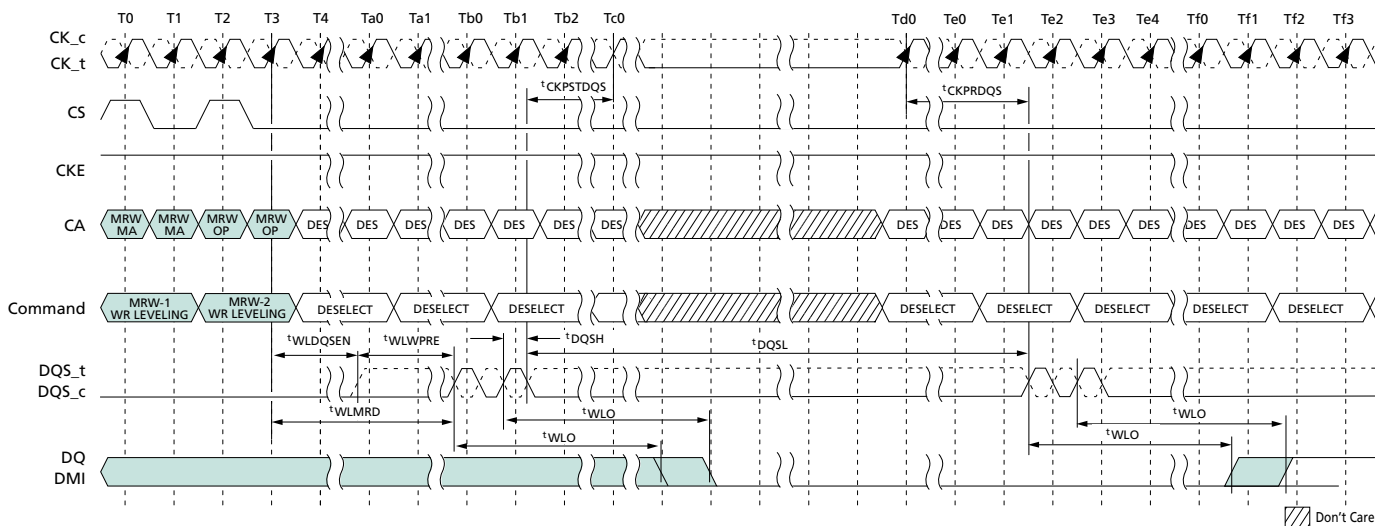 T0 T1 T2 T3 T4 Ta0 Ta1 Tb0 Tb1 Tb2 Tc0 Td0 Te0 Te1 Te2 Te3 Te4 Tf0 Tf1 Tf2 Tf3
CK_c
CK_t
tCKPSTDQS tCKPRDQS
CS
CKE
CA
MRW MA
MRW MA
MRW OP
MRW OP
DES DES DES DES DES DES DES DES DES DES DES DES DES DES DES DES DES
Command
MRW-1
WR LEVELING
MRW-2
WR LEVELING
DESELECT DESELECT DESELECT DESELECT DESELECT DESELECT DESELECT DESELECT
tWLDQSEN tWLWPRE tDQSH tDQSL
DQS_t
DQS_c
tWLMRD tWLO tWLO
tWLO tWLO
DQ
DMI
Don't Care